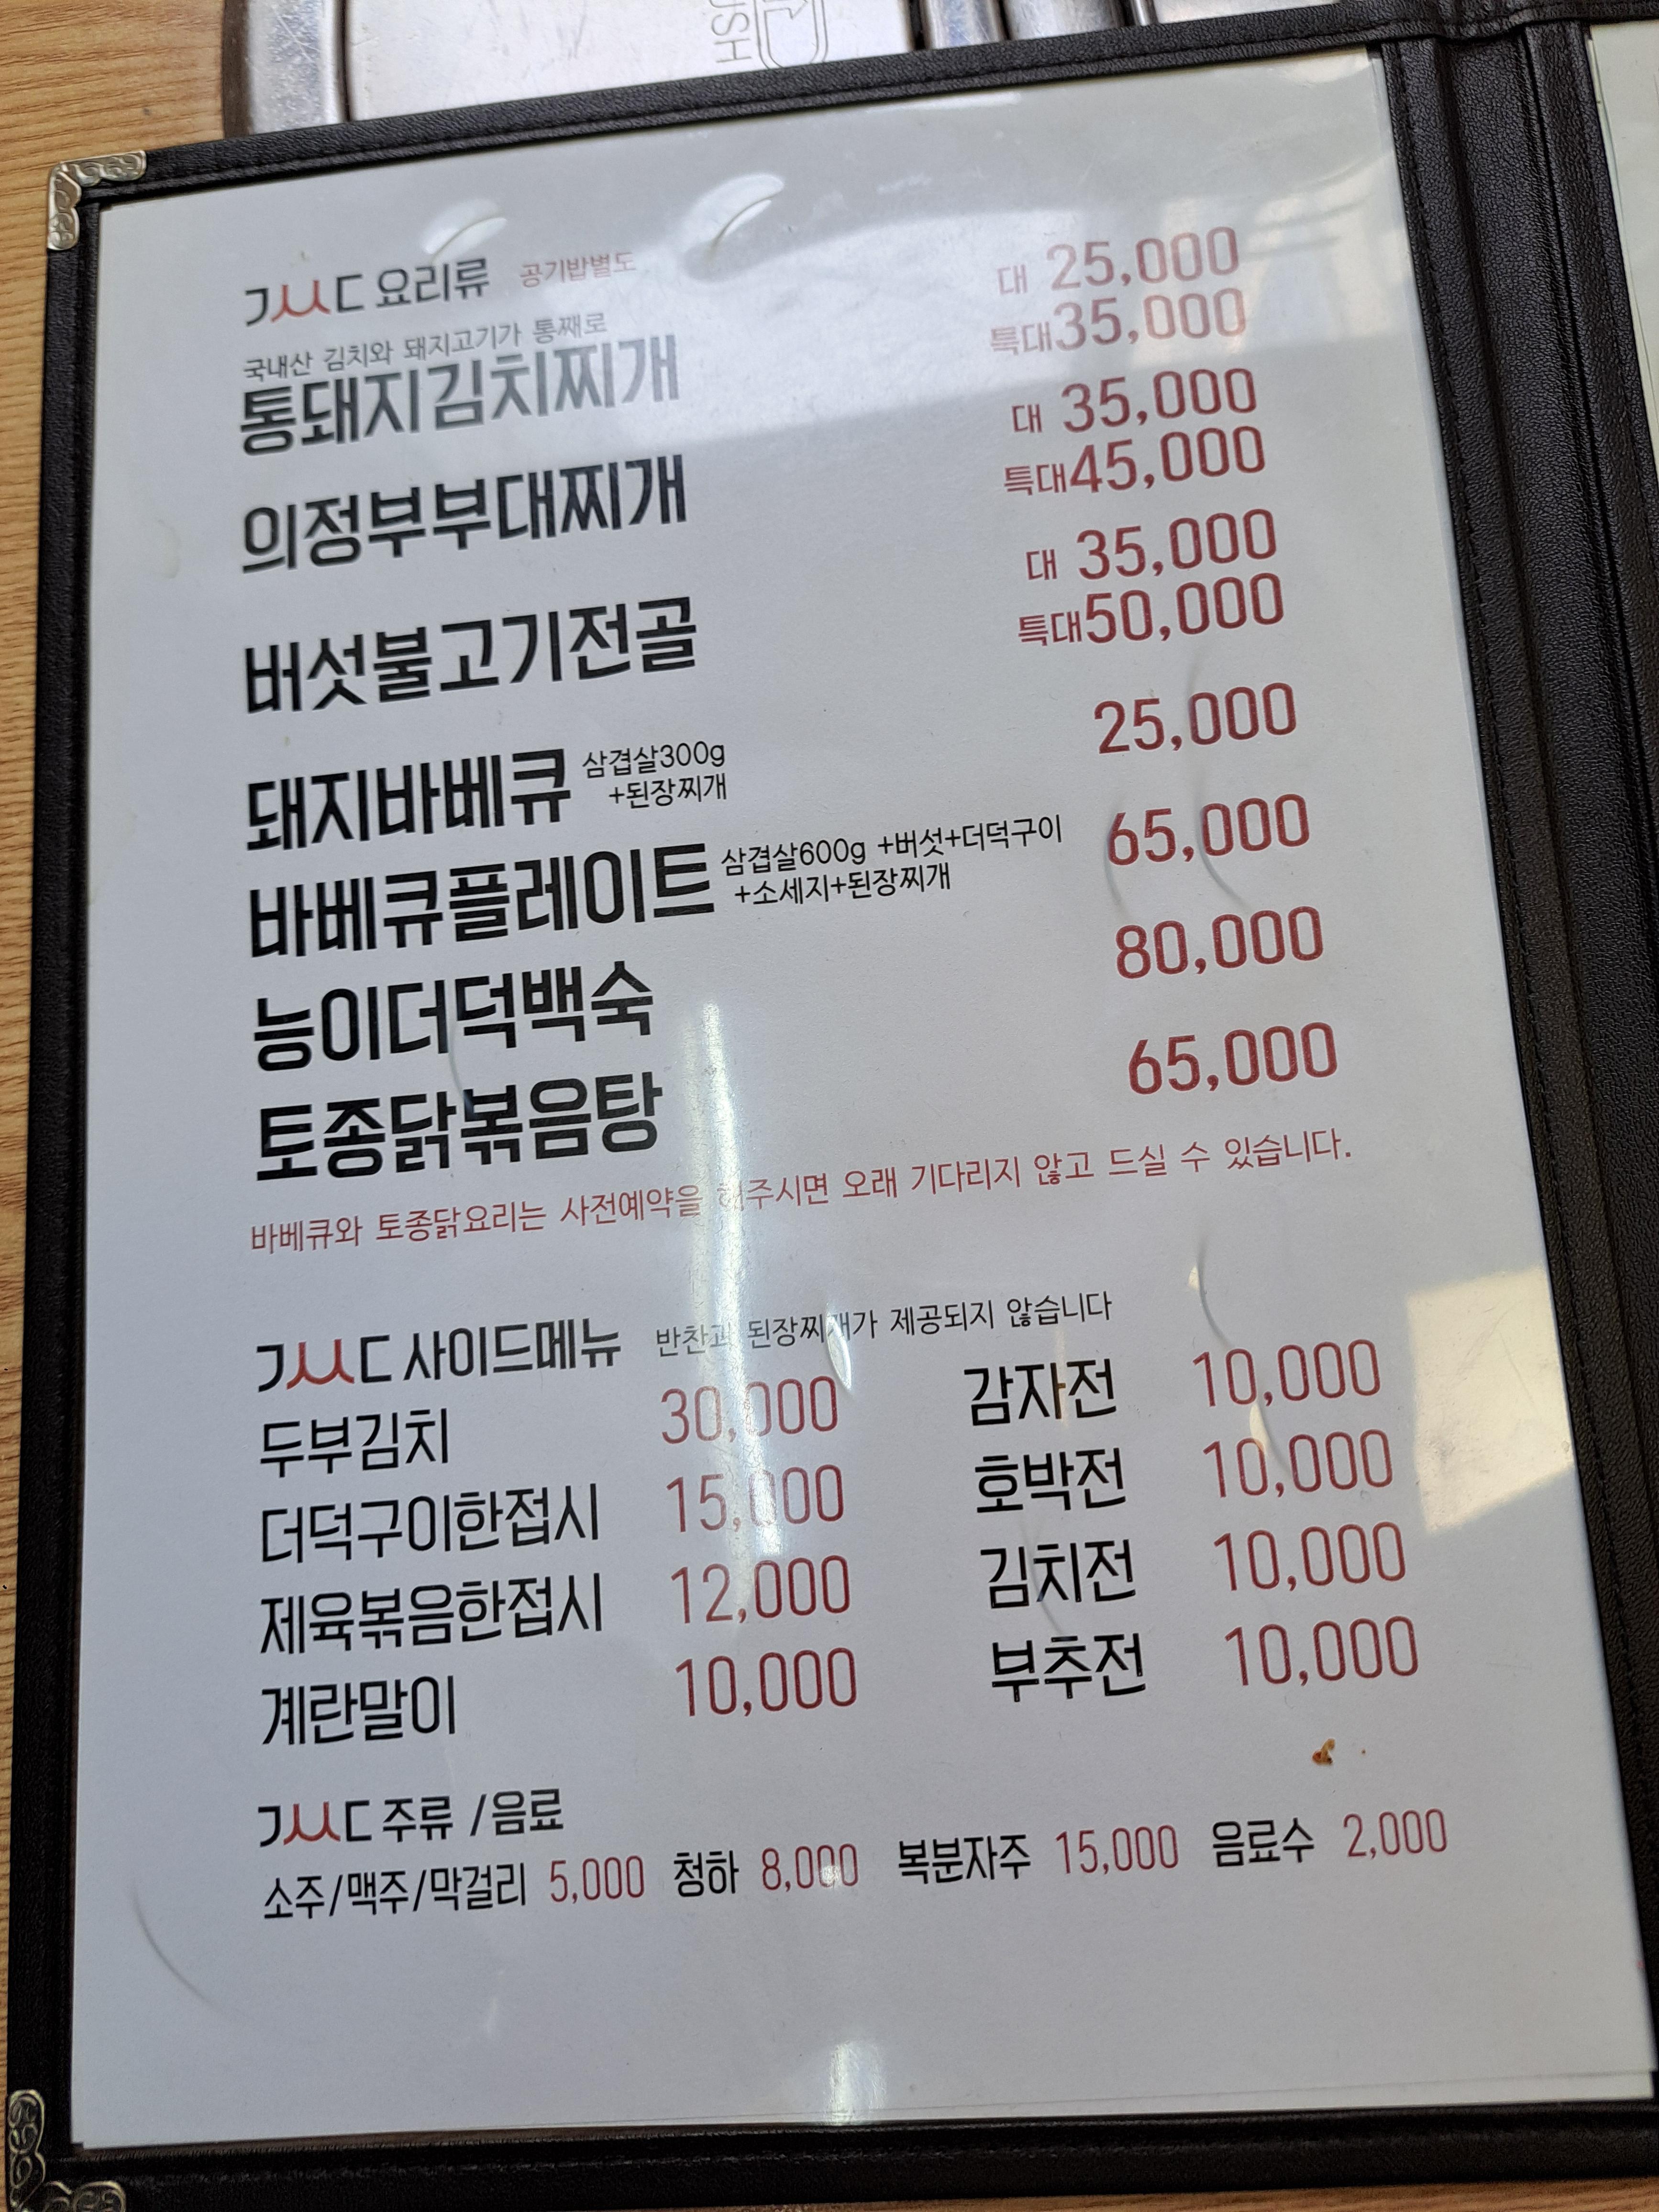 ㄱㅅㅅㄷ 요리류 공기밥별도
국내산 김치와 돼지고기가 통째로
통돼지김치찌개 대 25,000
특대35,000
의정부부대찌개 대 35,000
특대45,000
버섯불고기전골 대 35,000
특대50,000
돼지바베큐 삼겹살300g 25,000
+된장찌개
바베큐플레이트 삼겹살600g +버섯+더덕구이 65,000
+소세지+된장찌개
능이더덕백숙 80,000
토종닭볶음탕 65,000
바베큐와 토종닭요리는 사전예약을 해주시면 오래 기다리지 않고 드실 수 있습니다.
ㄱㅅㅅㄷ 사이드메뉴 반찬과 된장찌개가 제공되지 않습니다
두부김치 30,000 감자전 10,000
더덕구이한접시 15,000 호박전 10,000
제육볶음한접시 12,000 김치전 10,000
계란말이 10,000 부추전 10,000
ㄱㅅㅅㄷ 주류 /음료
소주/맥주/막걸리 5,000 청하 8,000 복분자주 15,000 음료수 2,000